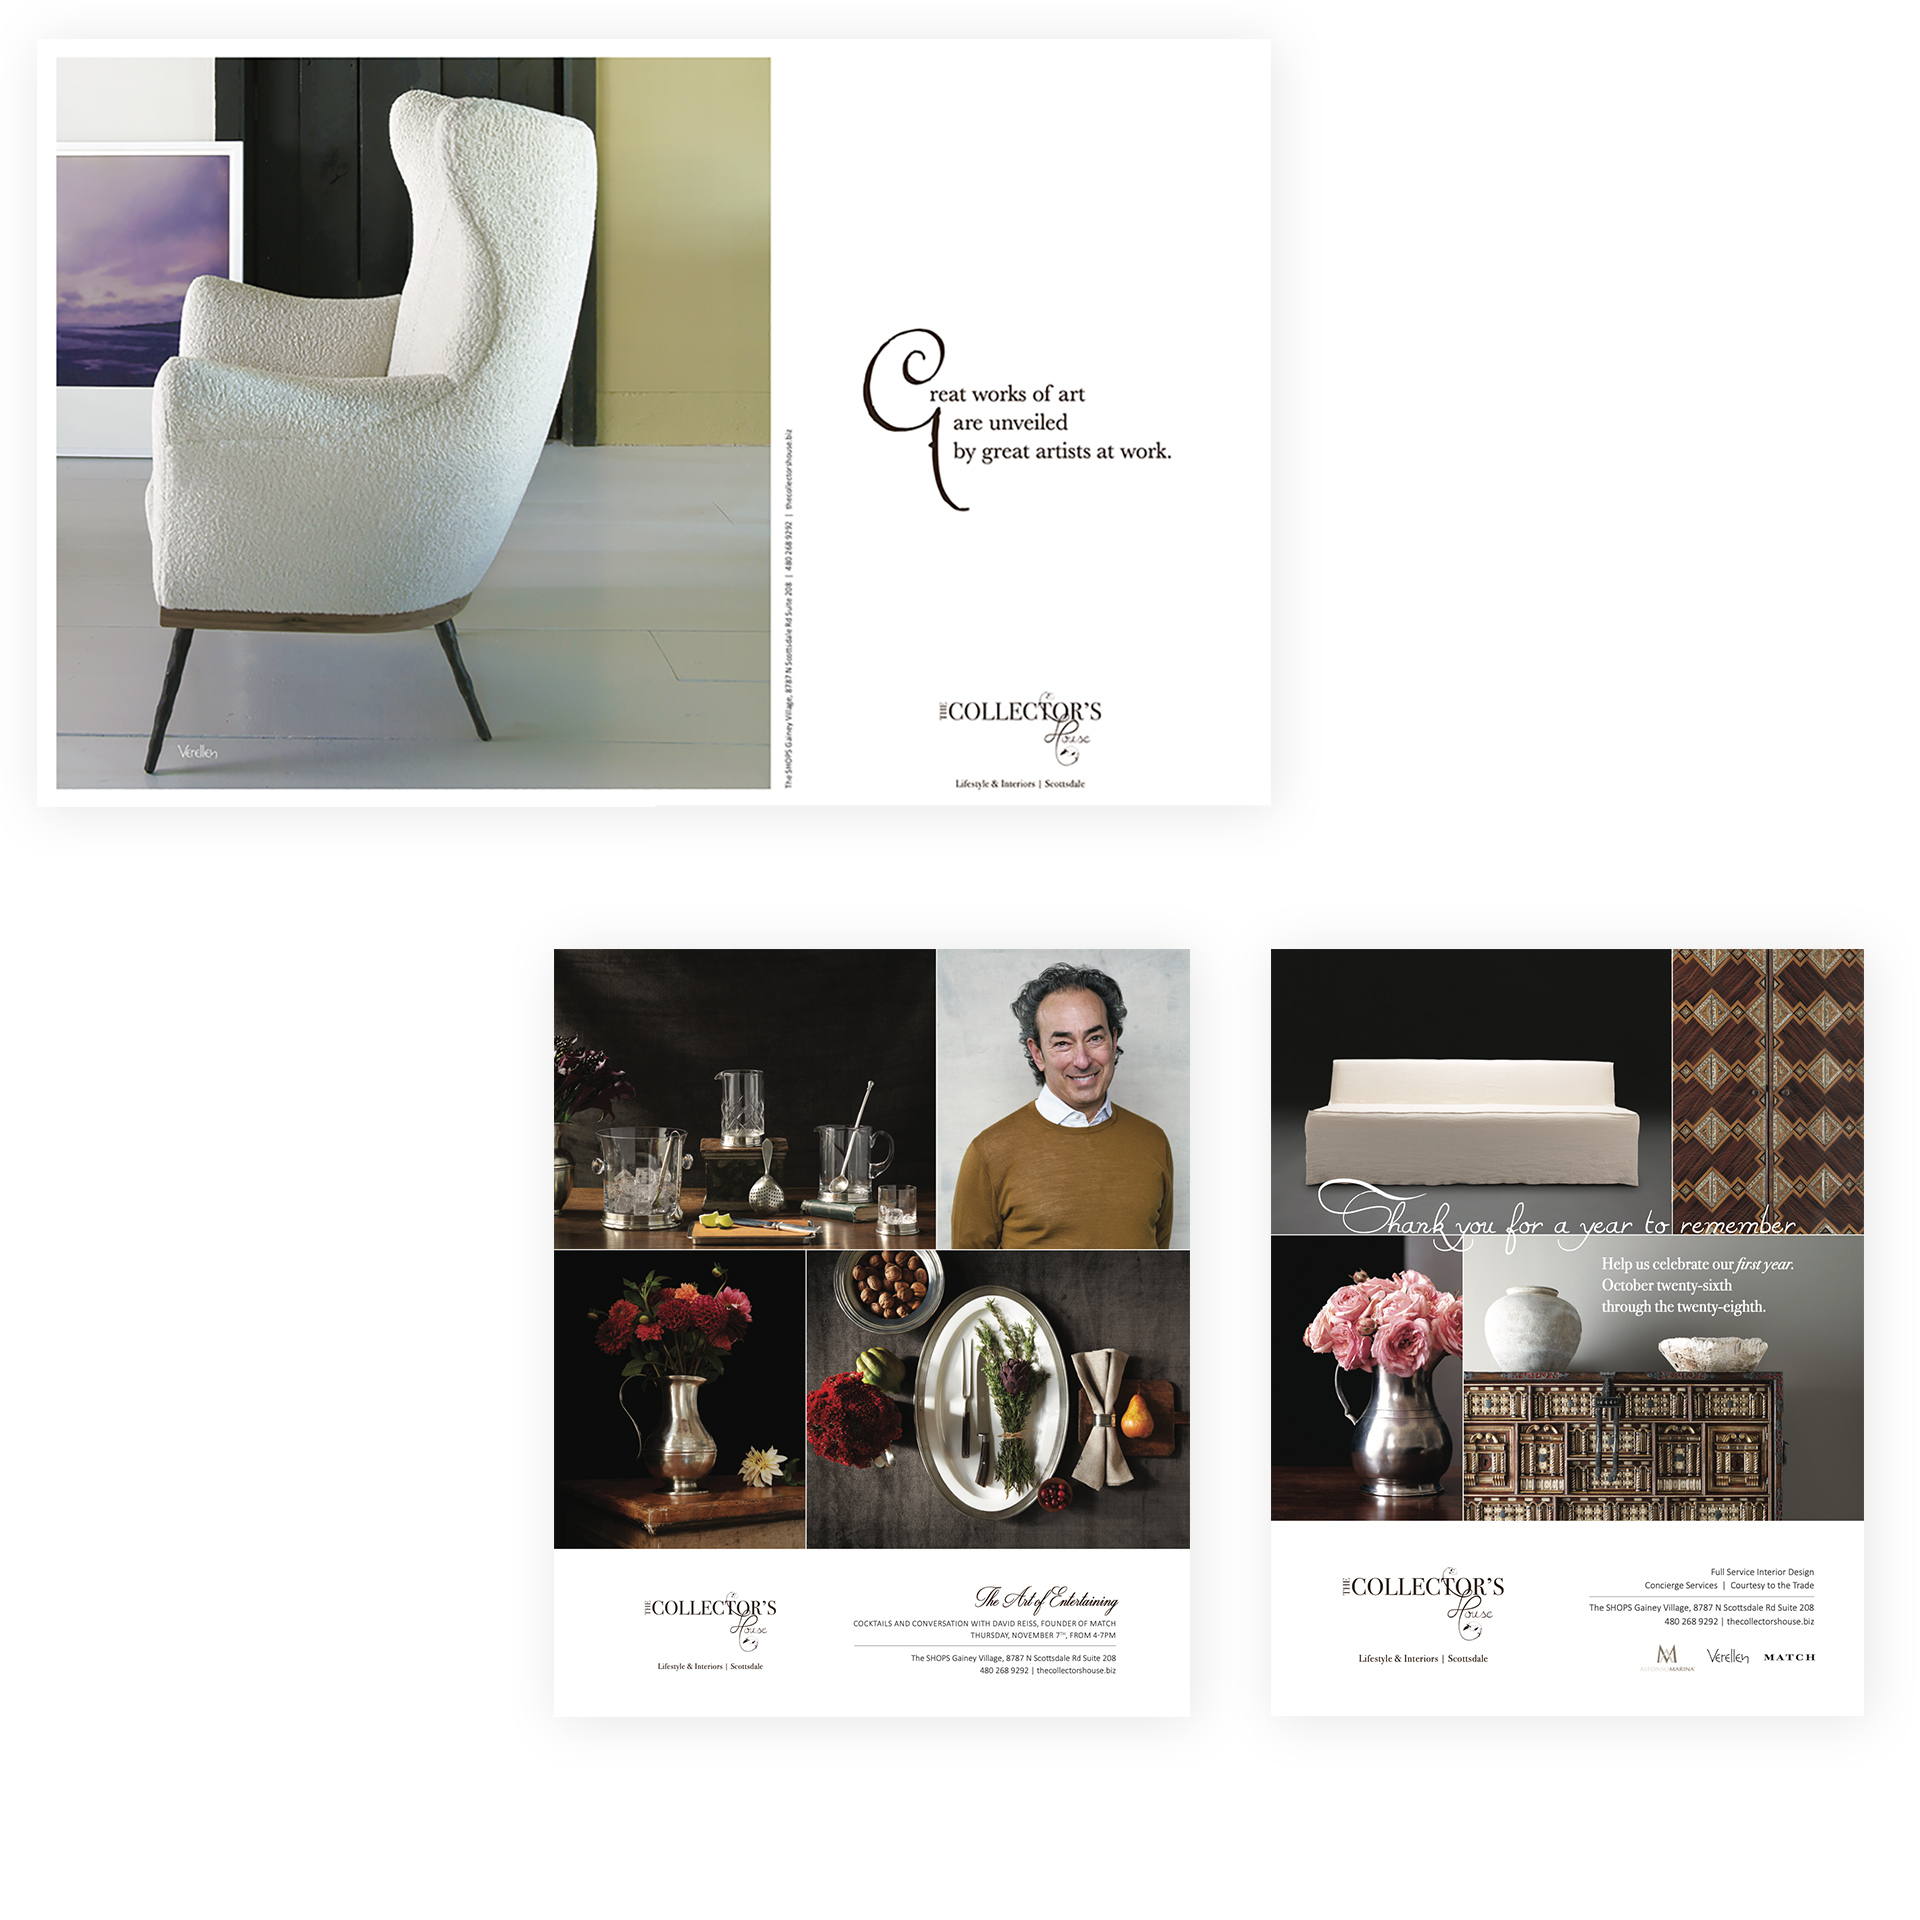 Great works of art
are unveiled
by great artists at work.
The SHOPS Gainey Village, 8787 N Scottsdale Rd Suite 208 | 480 268 9292 | thecollectorshouse.biz
Verellen
THE COLLECTOR'S
House
Lifestyle & Interiors | Scottsdale
THE COLLECTOR'S
House
Lifestyle & Interiors | Scottsdale
The Art of Entertaining
COCKTAILS AND CONVERSATION WITH DAVID REISS, FOUNDER OF MATCH
THURSDAY, NOVEMBER 7TH, FROM 4-7PM
The SHOPS Gainey Village, 8787 N Scottsdale Rd Suite 208
480 268 9292 | thecollectorshouse.biz
Thank you for a year to remember
Help us celebrate our first year.
October twenty-sixth
through the twenty-eighth.
THE COLLECTOR'S
House
Lifestyle & Interiors | Scottsdale
Full Service Interior Design
Concierge Services | Courtesy to the Trade
The SHOPS Gainey Village, 8787 N Scottsdale Rd Suite 208
480 268 9292 | thecollectorshouse.biz
ALFONSO MARINA
Verellen
MATCH